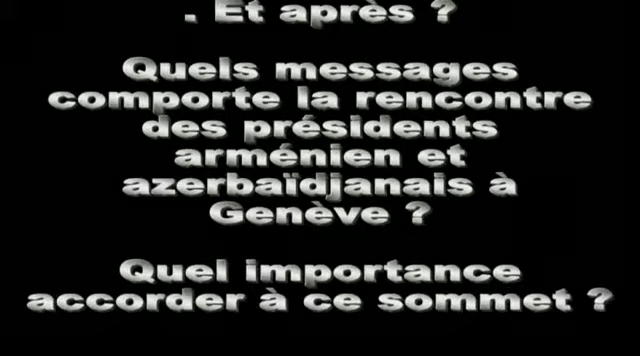 . Et après ?
Quels messages
comporte la rencontre
des présidents
arménien et
azerbaïdjanais à
Genève ?
Quel importance
accorder à ce sommet ?